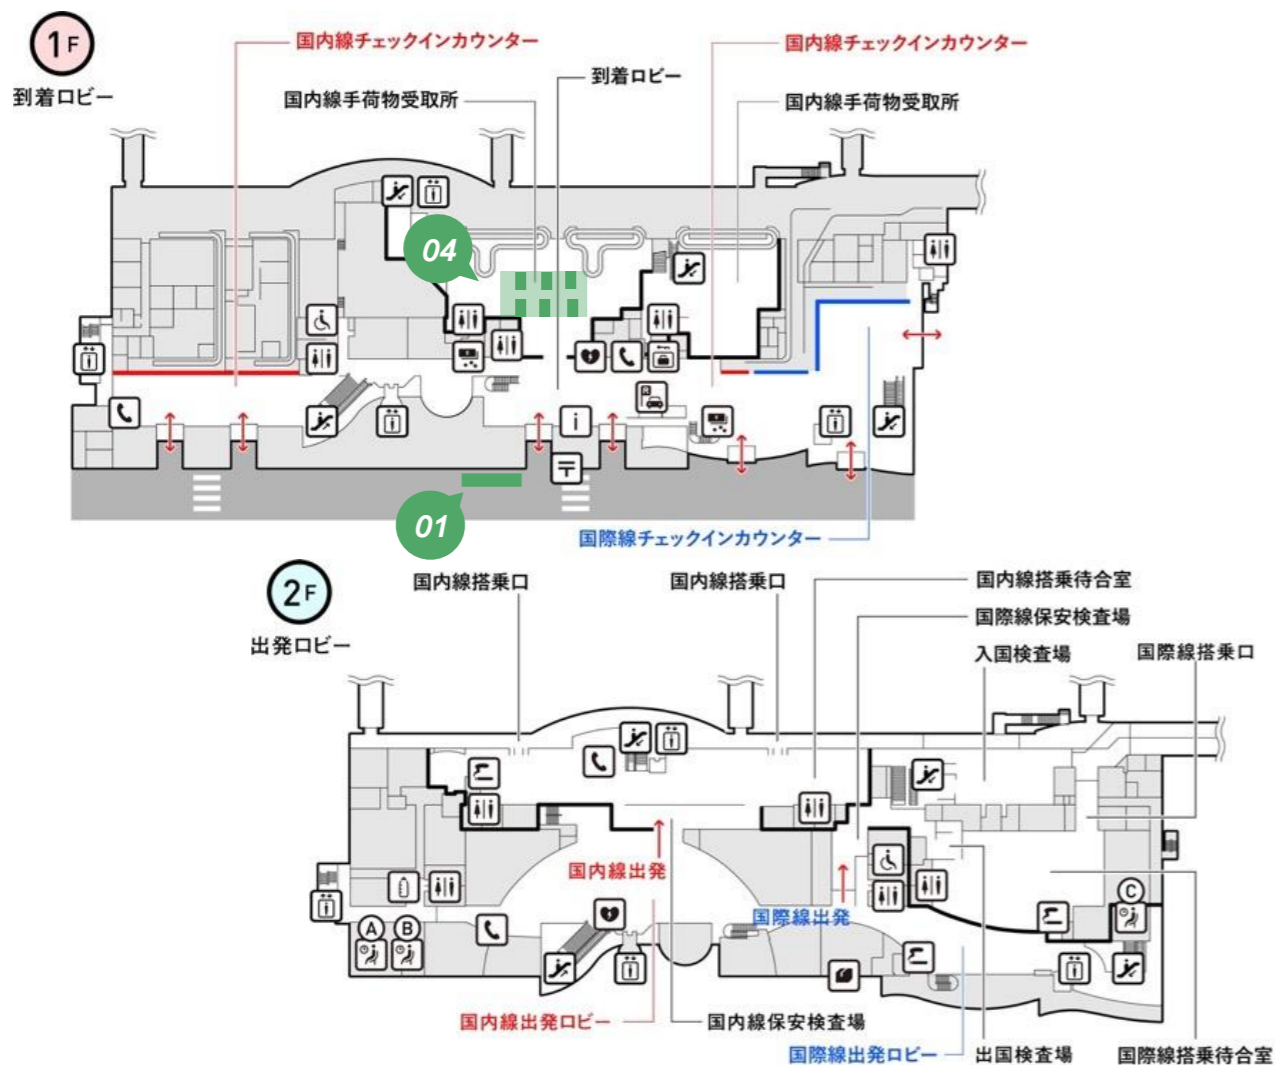 1F
到着ロビー
国内線チェックインカウンター
国内線手荷物受取所
到着ロビー
国内線チェックインカウンター
国内線手荷物受取所
04
i
〒
01
国際線チェックインカウンター
2F
出発ロビー
国内線搭乗口
国内線搭乗口
国内線搭乗待合室
国際線保安検査場
入国検査場
国際線搭乗口
国内線出発
国際線出発
A
B
C
国内線出発ロビー
国内線保安検査場
国際線出発ロビー
出国検査場
国際線搭乗待合室